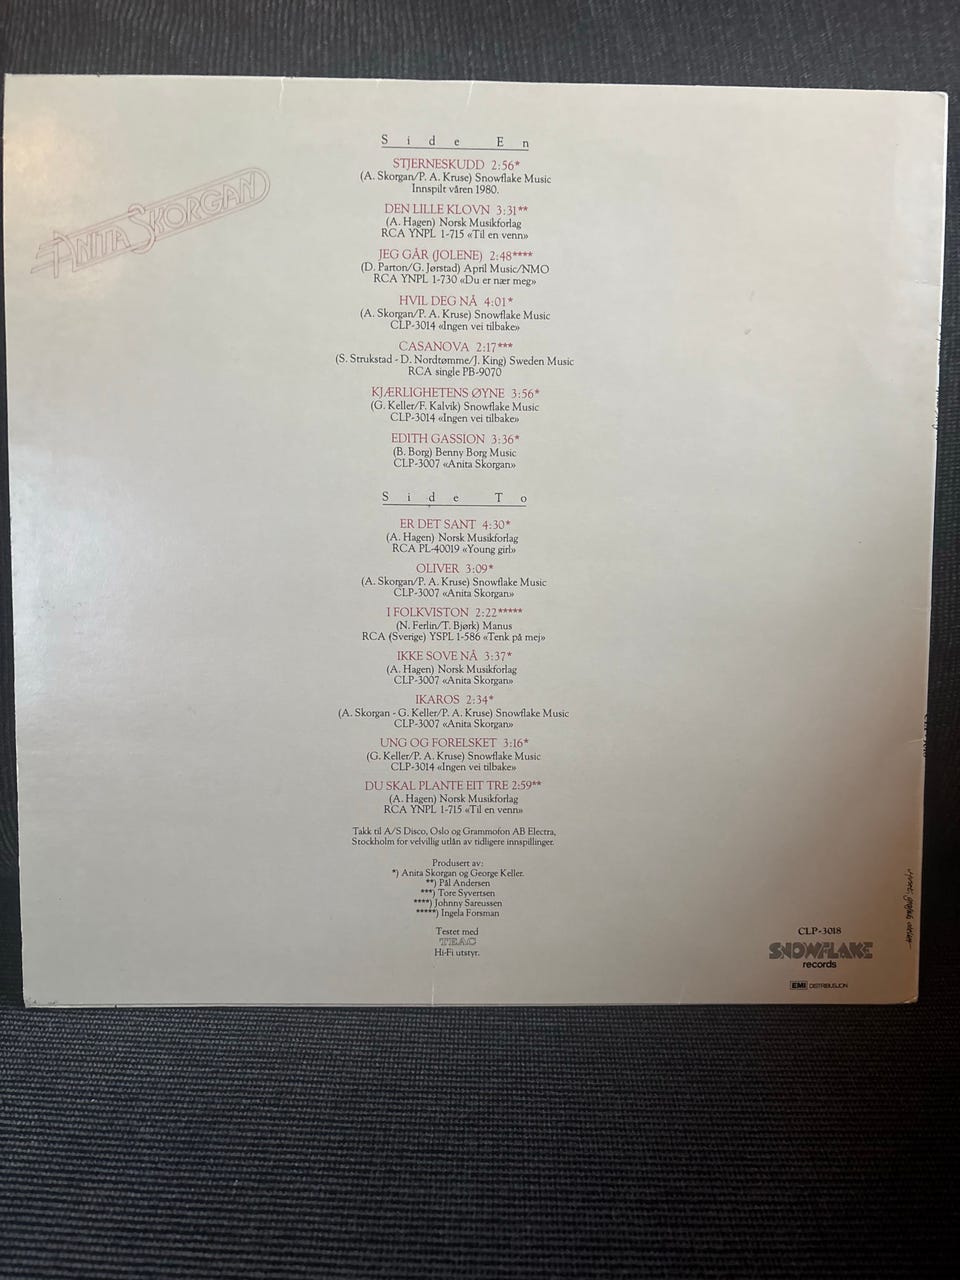 ANITA SKORGAN
Side En
STJERNESKUDD 2:56*
(A. Skorgan/P. A. Kruse) Snowflake Music
Innspilt våren 1980.
DEN LILLE KLOVN 3:31**
(A. Hagen) Norsk Musikforlag
RCA YNPL 1-715 «Til en venn»
JEG GÅR (JOLENE) 2:48****
(D. Parton/G. Jørstad) April Music/NMO
RCA YNPL 1-730 «Du er nær meg»
HVIL DEG NÅ 4:01*
(A. Skorgan/P. A. Kruse) Snowflake Music
CLP-3014 «Ingen vei tilbake»
CASANOVA 2:17***
(S. Strukstad - D. Nordtømme/J. King) Sweden Music
RCA single PB-9070
KJÆRLIGHETENS ØYNE 3:56*
(G. Keller/F. Kalvik) Snowflake Music
CLP-3014 «Ingen vei tilbake»
EDITH GASSION 3:36*
(B. Borg) Benny Borg Music
CLP-3007 «Anita Skorgan»
Side To
ER DET SANT 4:30*
(A. Hagen) Norsk Musikforlag
RCA PL-40019 «Young girl»
OLIVER 3:09*
(A. Skorgan/P. A. Kruse) Snowflake Music
CLP-3007 «Anita Skorgan»
I FOLKVISTON 2:22*****
(N. Ferlin/T. Bjørk) Manus
RCA (Sverige) YSPL 1-586 «Tenk på mej»
IKKE SOVE NÅ 3:37*
(A. Hagen) Norsk Musikforlag
CLP-3007 «Anita Skorgan»
IKAROS 2:34*
(A. Skorgan - G. Keller/P. A. Kruse) Snowflake Music
CLP-3007 «Anita Skorgan»
UNG OG FORELSKET 3:16*
(G. Keller/P. A. Kruse) Snowflake Music
CLP-3014 «Ingen vei tilbake»
DU SKAL PLANTE EIT TRE 2:59**
(A. Hagen) Norsk Musikforlag
RCA YNPL 1-715 «Til en venn»
Takk til A/S Disco, Oslo og Grammofon AB Electra,
Stockholm for velvillig utlån av tidligere innspillinger.
Produsert av:
*) Anita Skorgan og George Keller.
**) Pål Andersen
***) Tore Syvertsen
****) Johnny Sareussen
*****) Ingela Forsman
Testet med
TEAC
Hi-Fi utstyr.
CLP-3018
SNOWFLAKE
records
EMI DISTRIBUSJON